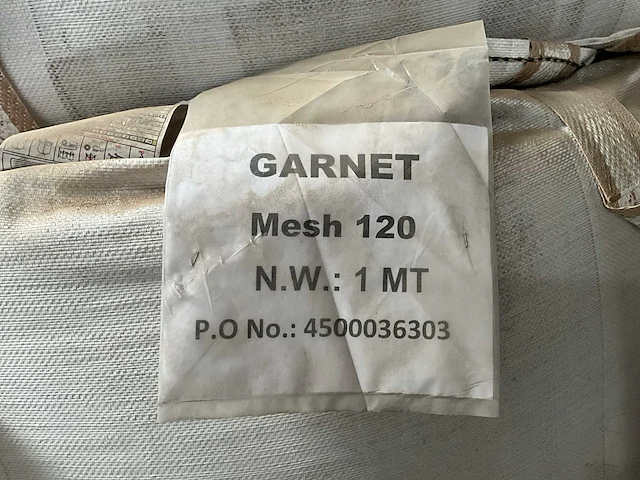 GARNET
Mesh 120
N.W.: 1 MT
P.O No.: 4500036303